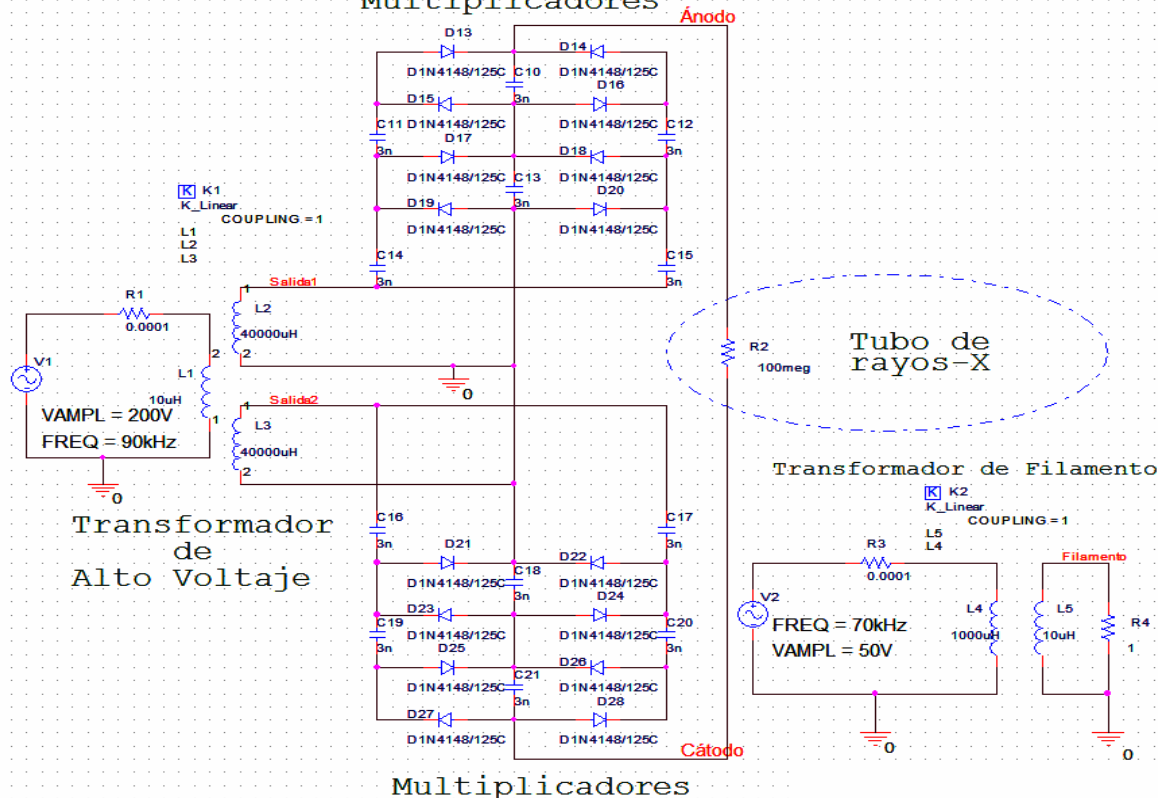 Multiplicadores
Ánodo
D13
D14
D1N4148/125C
C10
D1N4148/125C
3n
D16
D15
C11
D1N4148/125C
D1N4148/125C
C12
3n
D17
D18
3n
D1N4148/125C
C13
D1N4148/125C
3n
D20
D19
D1N4148/125C
D1N4148/125C
C14
3n
C15
3n
K K1
K_Linear
COUPLING = 1
L1
L2
L3
Salida1
1
L2
40000uH
2
R1
0.0001
V1
2
L1
10uH
1
VAMPL = 200V
FREQ = 90kHz
0
0
Salida2
1
L3
40000uH
2
R2
100meg
Tubo de
rayos-X
Transformador
de
Alto Voltaje
C16
3n
C17
3n
D21
D22
D1N4148/125C
C18
D1N4148/125C
3n
D23
D24
C19
D1N4148/125C
D1N4148/125C
C20
3n
D25
D26
3n
D1N4148/125C
C21
D1N4148/125C
3n
D27
D28
D1N4148/125C
D1N4148/125C
Cátodo
Multiplicadores
Transformador de Filamento
K K2
K_Linear
COUPLING = 1
L5
L4
R3
0.0001
Filamento
V2
FREQ = 70kHz
VAMPL = 50V
L4
1000uH
L5
10uH
R4
1
0
0